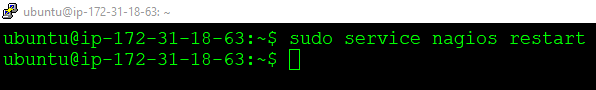 ubuntu@ip-172-31-18-63: ~
ubuntu@ip-172-31-18-63:~$ sudo service nagios restart
ubuntu@ip-172-31-18-63:~$